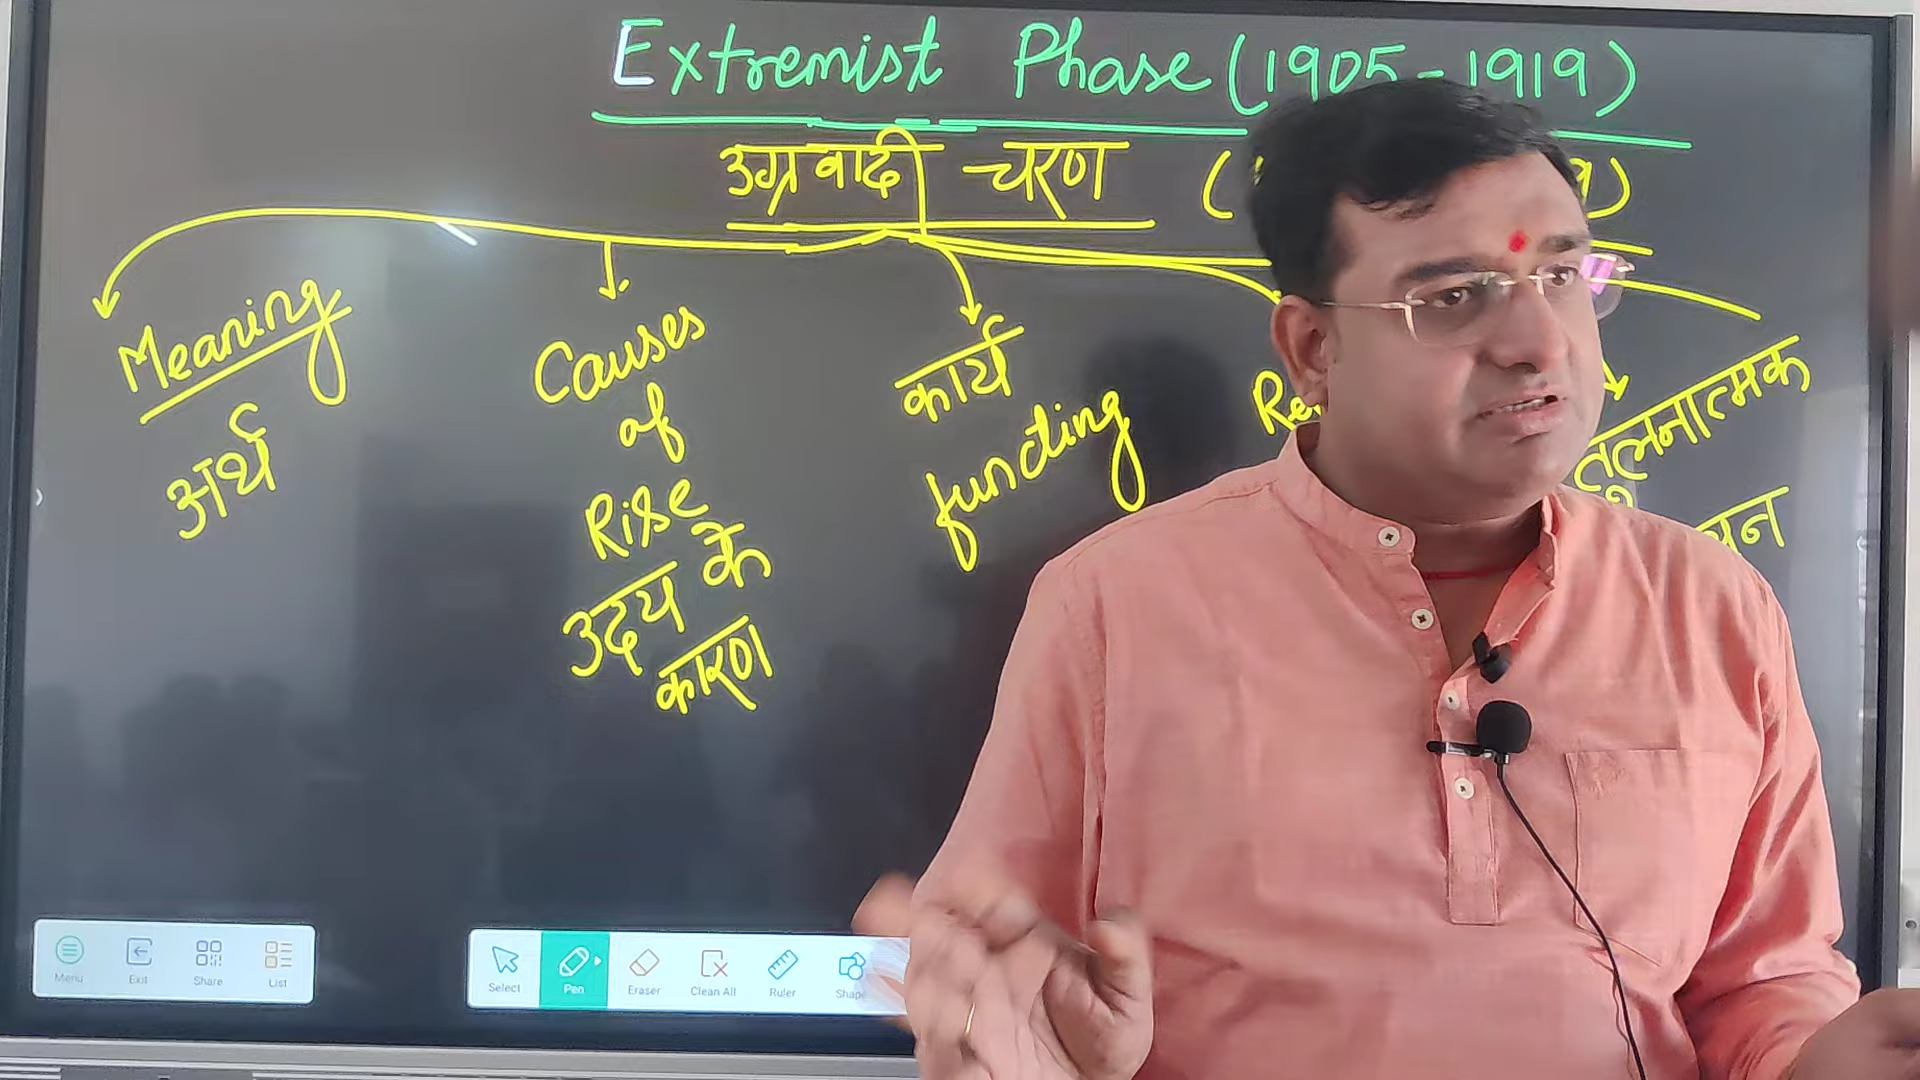 Extremist Phase (1905-1919)
उग्रवादी चरण (
Meaning
अर्थ
Causes
of
Rise
उदय के
कारण
कार्य
functing
तुलनात्मक
Menu
Exit
Share
List
Select
Pen
Eraser
Clean All
Ruler
Shape